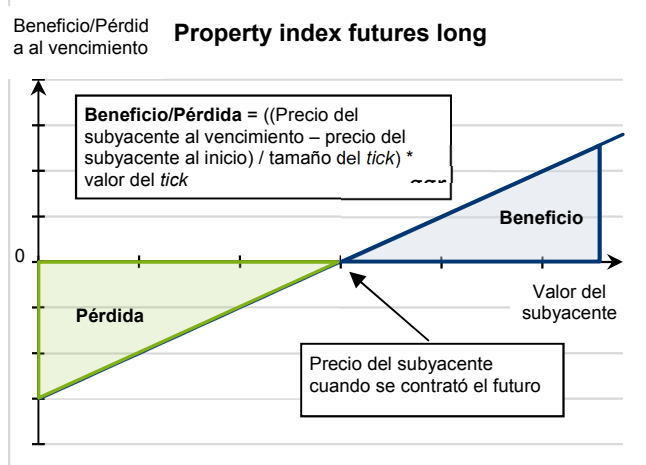 Beneficio/Pérdid
a al vencimiento
Property index futures long
Beneficio/Pérdida = ((Precio del
subyacente al vencimiento – precio del
subyacente al inicio) / tamaño del tick) *
valor del tick
Beneficio
0
Valor del
subyacente
Pérdida
Precio del subyacente
cuando se contrató el futuro